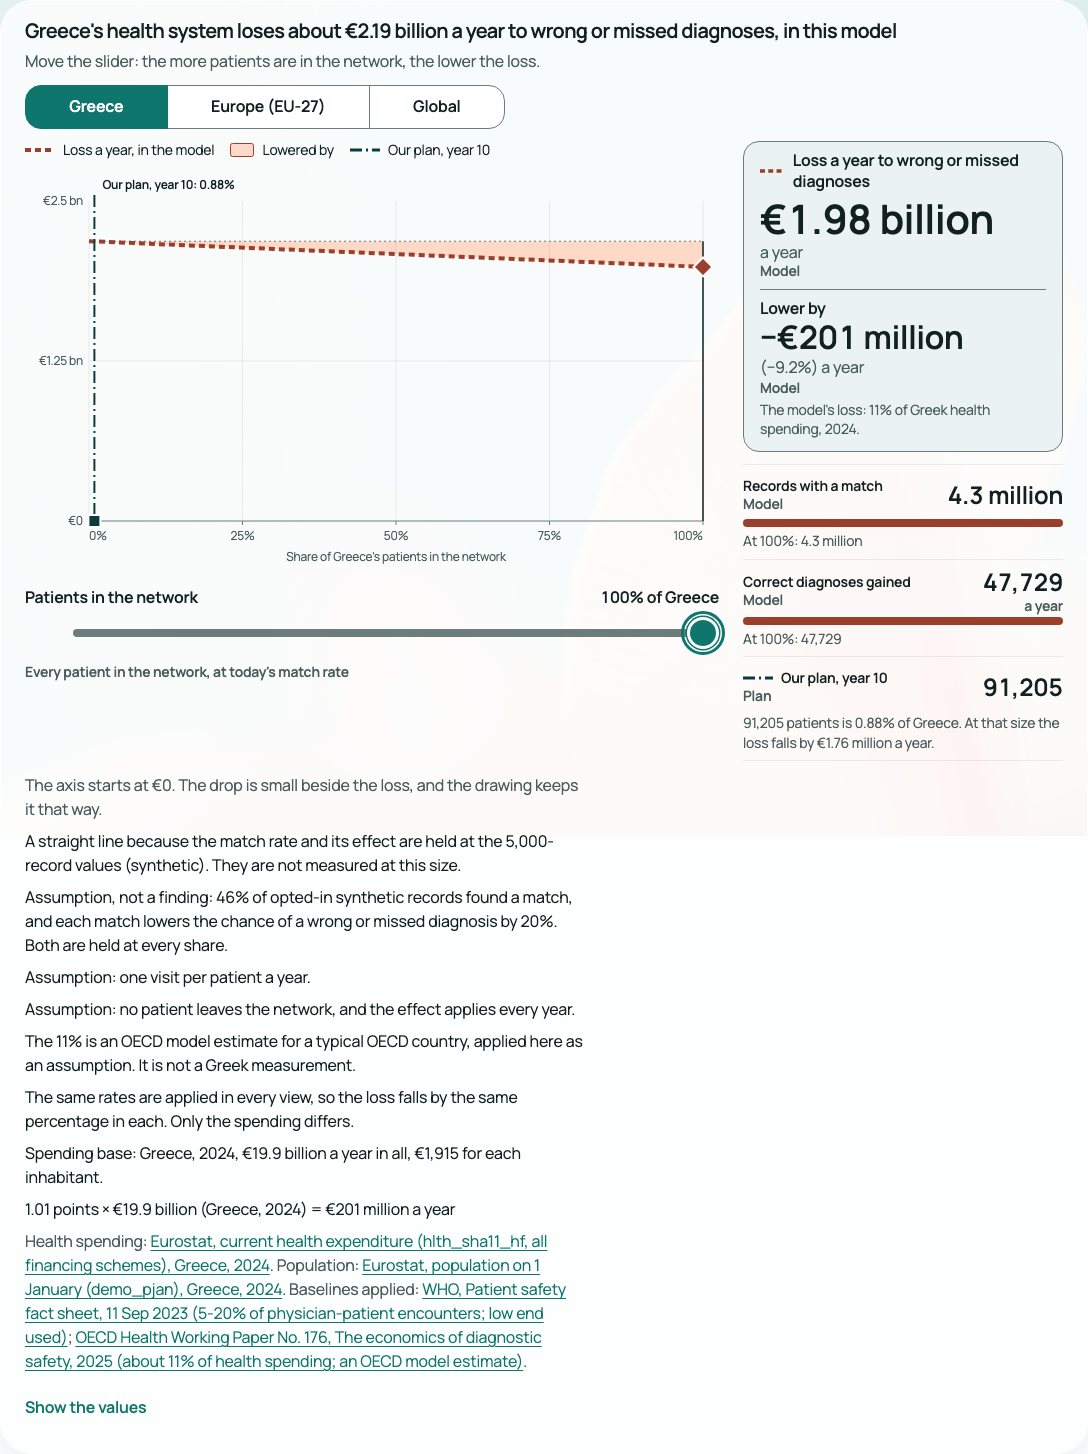 Greece's health system loses about €2.19 billion a year to wrong or missed diagnoses, in this model
Move the slider: the more patients are in the network, the lower the loss.
Greece
Europe (EU-27)
Global
Loss a year, in the model
Lowered by
Our plan, year 10
Our plan, year 10: 0.88%
€2.5 bn
€1.25 bn
€0
0%
25%
50%
75%
100%
Share of Greece's patients in the network
Patients in the network
100% of Greece
Every patient in the network, at today's match rate
Loss a year to wrong or missed
diagnoses
€1.98 billion
a year
Model
Lower by
−€201 million
(−9.2%) a year
Model
The model's loss: 11% of Greek health
spending, 2024.
Records with a match
Model
4.3 million
At 100%: 4.3 million
Correct diagnoses gained
Model
47,729
a year
At 100%: 47,729
Our plan, year 10
Plan
91,205
91,205 patients is 0.88% of Greece. At that size the
loss falls by €1.76 million a year.
The axis starts at €0. The drop is small beside the loss, and the drawing keeps
it that way.
A straight line because the match rate and its effect are held at the 5,000-
record values (synthetic). They are not measured at this size.
Assumption, not a finding: 46% of opted-in synthetic records found a match,
and each match lowers the chance of a wrong or missed diagnosis by 20%.
Both are held at every share.
Assumption: one visit per patient a year.
Assumption: no patient leaves the network, and the effect applies every year.
The 11% is an OECD model estimate for a typical OECD country, applied here as
an assumption. It is not a Greek measurement.
The same rates are applied in every view, so the loss falls by the same
percentage in each. Only the spending differs.
Spending base: Greece, 2024, €19.9 billion a year in all, €1,915 for each
inhabitant.
1.01 points × €19.9 billion (Greece, 2024) = €201 million a year
Health spending: Eurostat, current health expenditure (hlth_sha11_hf, all
financing schemes), Greece, 2024. Population: Eurostat, population on 1
January (demo_pjan), Greece, 2024. Baselines applied: WHO, Patient safety
fact sheet, 11 Sep 2023 (5-20% of physician-patient encounters; low end
used); OECD Health Working Paper No. 176, The economics of diagnostic
safety, 2025 (about 11% of health spending; an OECD model estimate).
Show the values